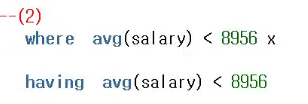 --(2)
where avg(salary) < 8956 x
having avg(salary) < 8956